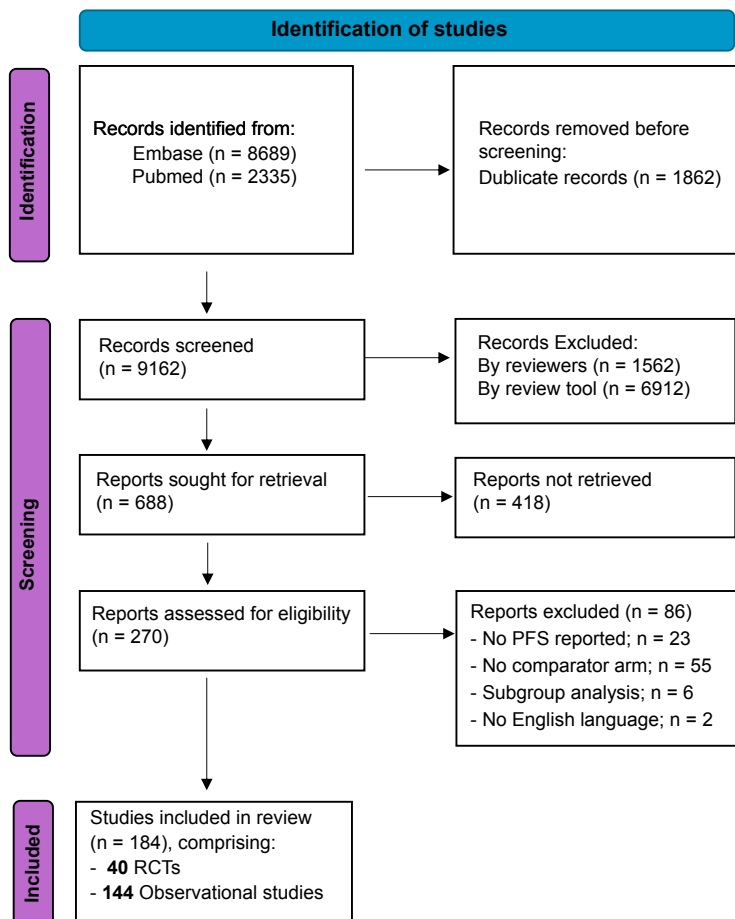 Identification of studies
Identification
Records identified from:
Embase (n = 8689)
Pubmed (n = 2335)
Records removed before
screening:
Dublicate records (n = 1862)
Screening
Records screened
(n = 9162)
Records Excluded:
By reviewers (n = 1562)
By review tool (n = 6912)
Reports sought for retrieval
(n = 688)
Reports not retrieved
(n = 418)
Reports assessed for eligibility
(n = 270)
Reports excluded (n = 86)
- No PFS reported; n = 23
- No comparator arm; n = 55
- Subgroup analysis; n = 6
- No English language; n = 2
Included
Studies included in review
(n = 184), comprising:
- 40 RCTs
- 144 Observational studies